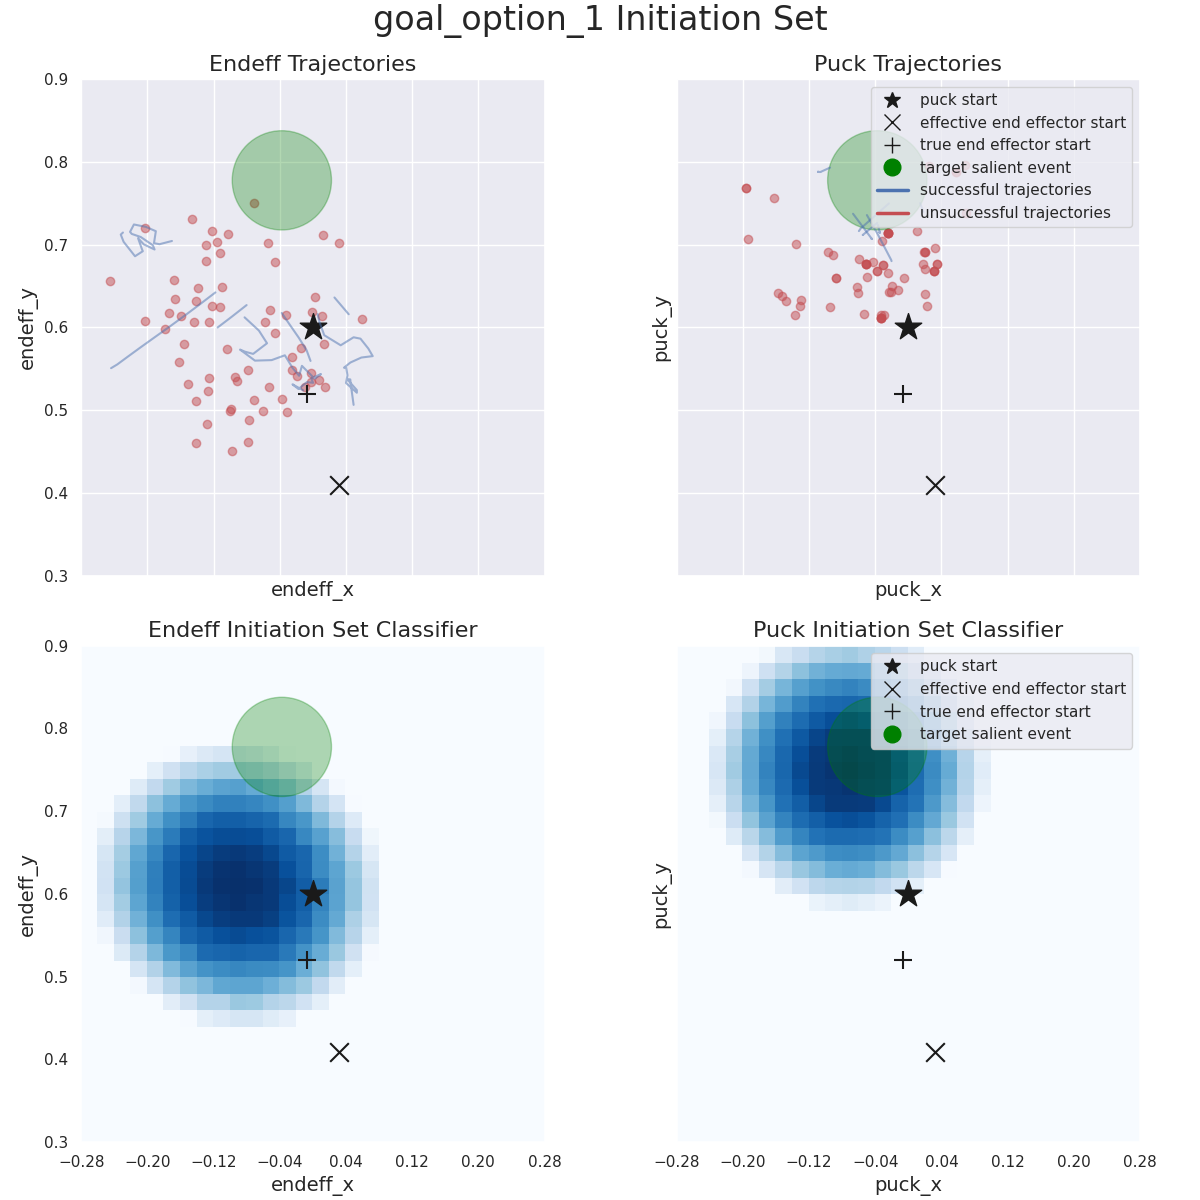 goal_option_1 Initiation Set
Endeff Trajectories
0.9
0.8
0.7
0.6
0.5
0.4
0.3
endeff_y
endeff_x
Puck Trajectories
puck start
effective end effector start
true end effector start
target salient event
successful trajectories
unsuccessful trajectories
puck_y
puck_x
Endeff Initiation Set Classifier
0.9
0.8
0.7
0.6
0.5
0.4
0.3
endeff_y
−0.28 −0.20 −0.12 −0.04 0.04 0.12 0.20 0.28
endeff_x
Puck Initiation Set Classifier
puck start
effective end effector start
true end effector start
target salient event
puck_y
−0.28 −0.20 −0.12 −0.04 0.04 0.12 0.20 0.28
puck_x